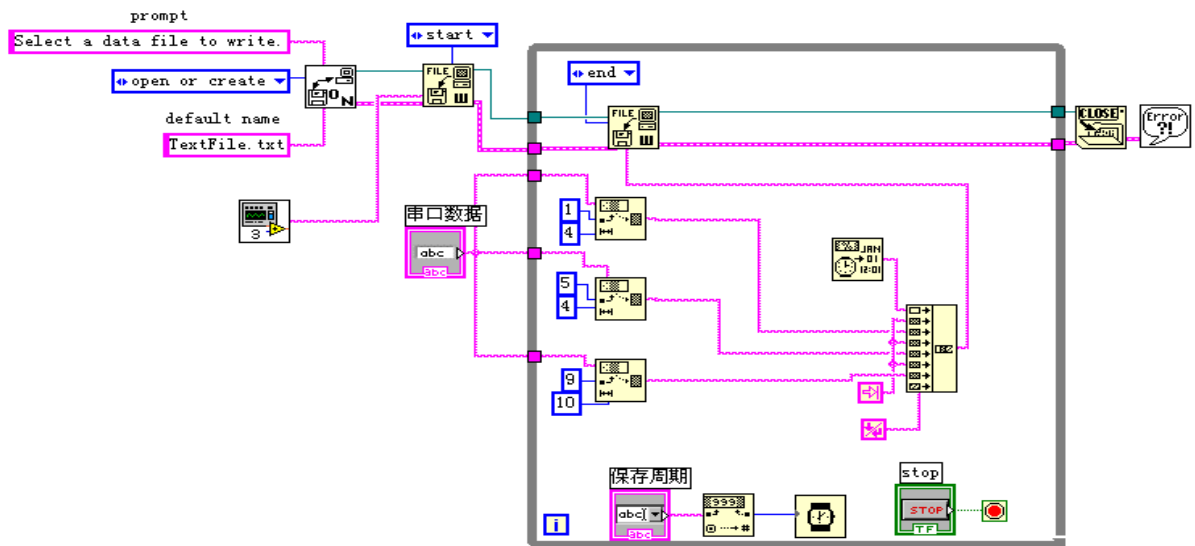 prompt
Select a data file to write.
start
open or create
end
default name
TextFile.txt
FILE
FILE
CLOSE
Error
?!
3
串口数据
abc
abc
1
4
5
4
9
10
JAN
01
12:01
保存周期
abc
abc
999
stop
STOP
TF
i